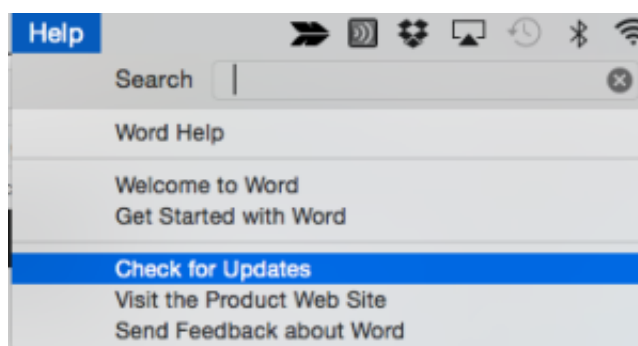 Help
Search
Word Help
Welcome to Word
Get Started with Word
Check for Updates
Visit the Product Web Site
Send Feedback about Word